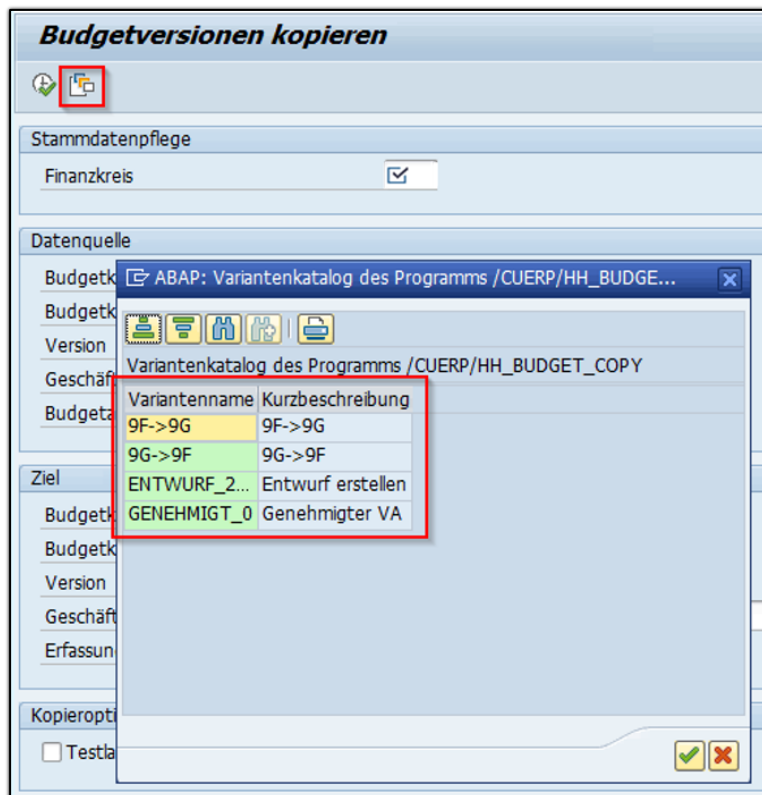 Budgetversionen kopieren
Stammdatenpflege
Finanzkreis
Datenquelle
Budgetk
Budgetk
Version
Geschäf
Budgeta
ABAP: Variantenkatalog des Programms /CUERP/HH_BUDGE...
Variantenkatalog des Programms /CUERP/HH_BUDGET_COPY
Variantenname Kurzbeschreibung
9F->9G 9F->9G
9G->9F 9G->9F
ENTWURF_2... Entwurf erstellen
GENEHMIGT_0 Genehmigter VA
Ziel
Budgetk
Budgetk
Version
Geschäft
Erfassun
Kopieropti
Testla